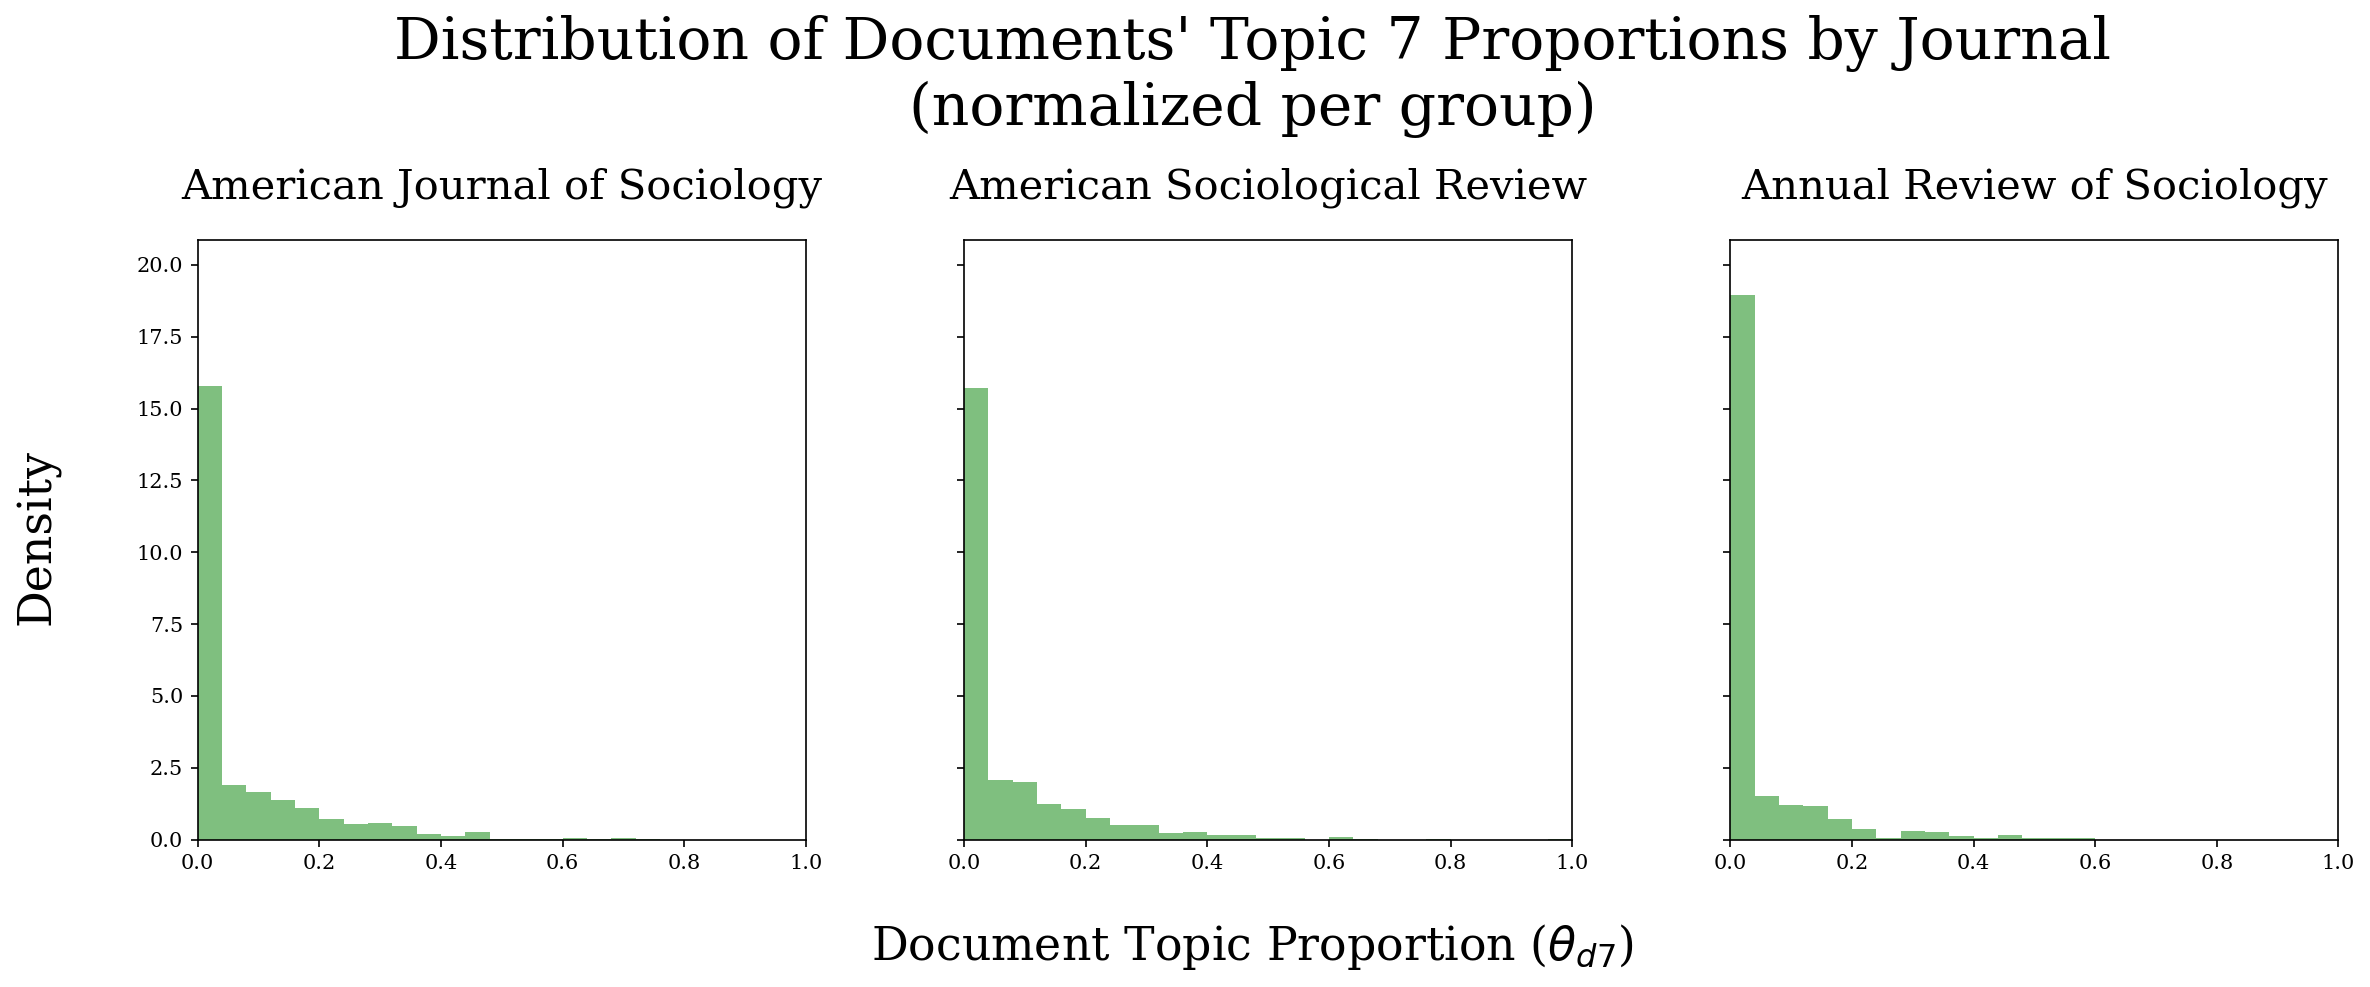 Distribution of Documents' Topic 7 Proportions by Journal
(normalized per group)
American Journal of Sociology
American Sociological Review
Annual Review of Sociology
20.0
17.5
15.0
12.5
10.0
7.5
5.0
2.5
0.0
Density
0.0 0.2 0.4 0.6 0.8 1.0
0.0 0.2 0.4 0.6 0.8 1.0
0.0 0.2 0.4 0.6 0.8 1.0
Document Topic Proportion (θ_{d7})